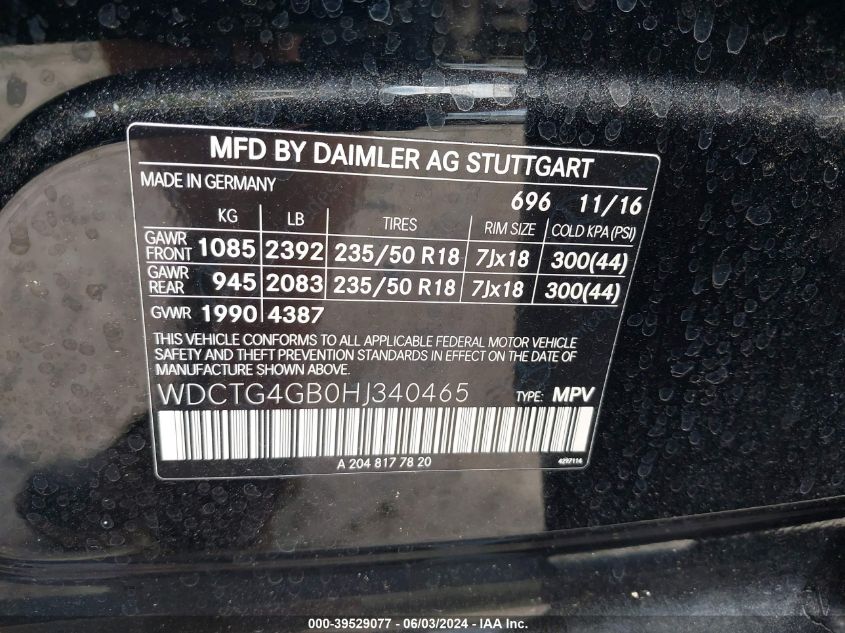 MFD BY DAIMLER AG STUTTGART
MADE IN GERMANY
696 11/16
KG LB TIRES RIM SIZE COLD KPA (PSI)
GAWR FRONT 1085 2392 235/50 R18 7Jx18 300(44)
GAWR REAR 945 2083 235/50 R18 7Jx18 300(44)
GVWR 1990 4387
THIS VEHICLE CONFORMS TO ALL APPLICABLE FEDERAL MOTOR VEHICLE
SAFETY AND THEFT PREVENTION STANDARDS IN EFFECT ON THE DATE OF
MANUFACTURE SHOWN ABOVE.
WDCTG4GB0HJ340465 TYPE: MPV
A 204 817 78 20 4297114
000-39529077 - 06/03/2024 - IAA Inc.